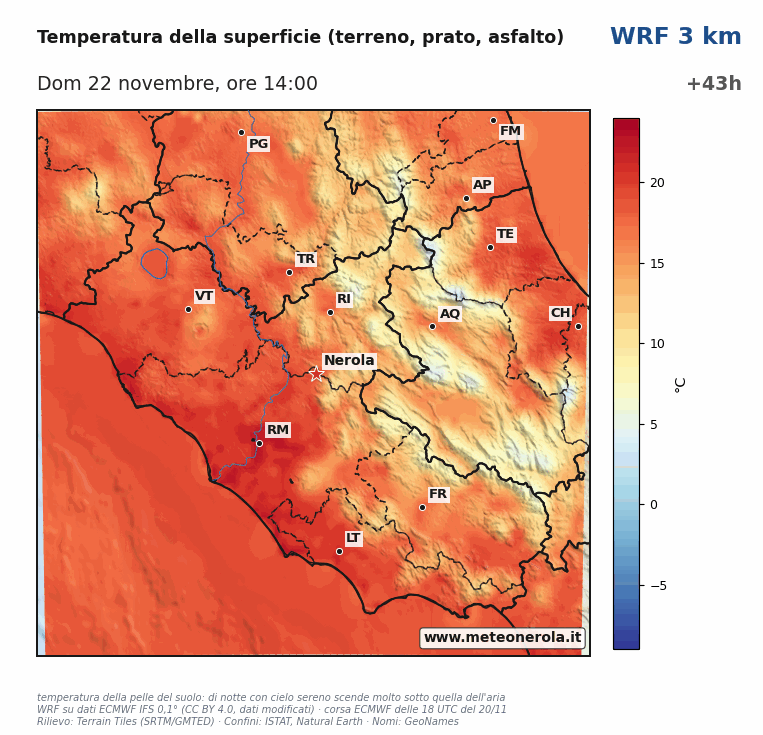 Temperatura della superficie (terreno, prato, asfalto)
WRF 3 km
Dom 22 novembre, ore 14:00
+43h
FM
PG
AP
TE
TR
VT
RI
AQ
CH
Nerola
RM
FR
LT
www.meteonerola.it
20
15
10
5
0
−5
°C
temperatura della pelle del suolo: di notte con cielo sereno scende molto sotto quella dell'aria
WRF su dati ECMWF IFS 0,1° (CC BY 4.0, dati modificati) · corsa ECMWF delle 18 UTC del 20/11
Rilievo: Terrain Tiles (SRTM/GMTED) · Confini: ISTAT, Natural Earth · Nomi: GeoNames